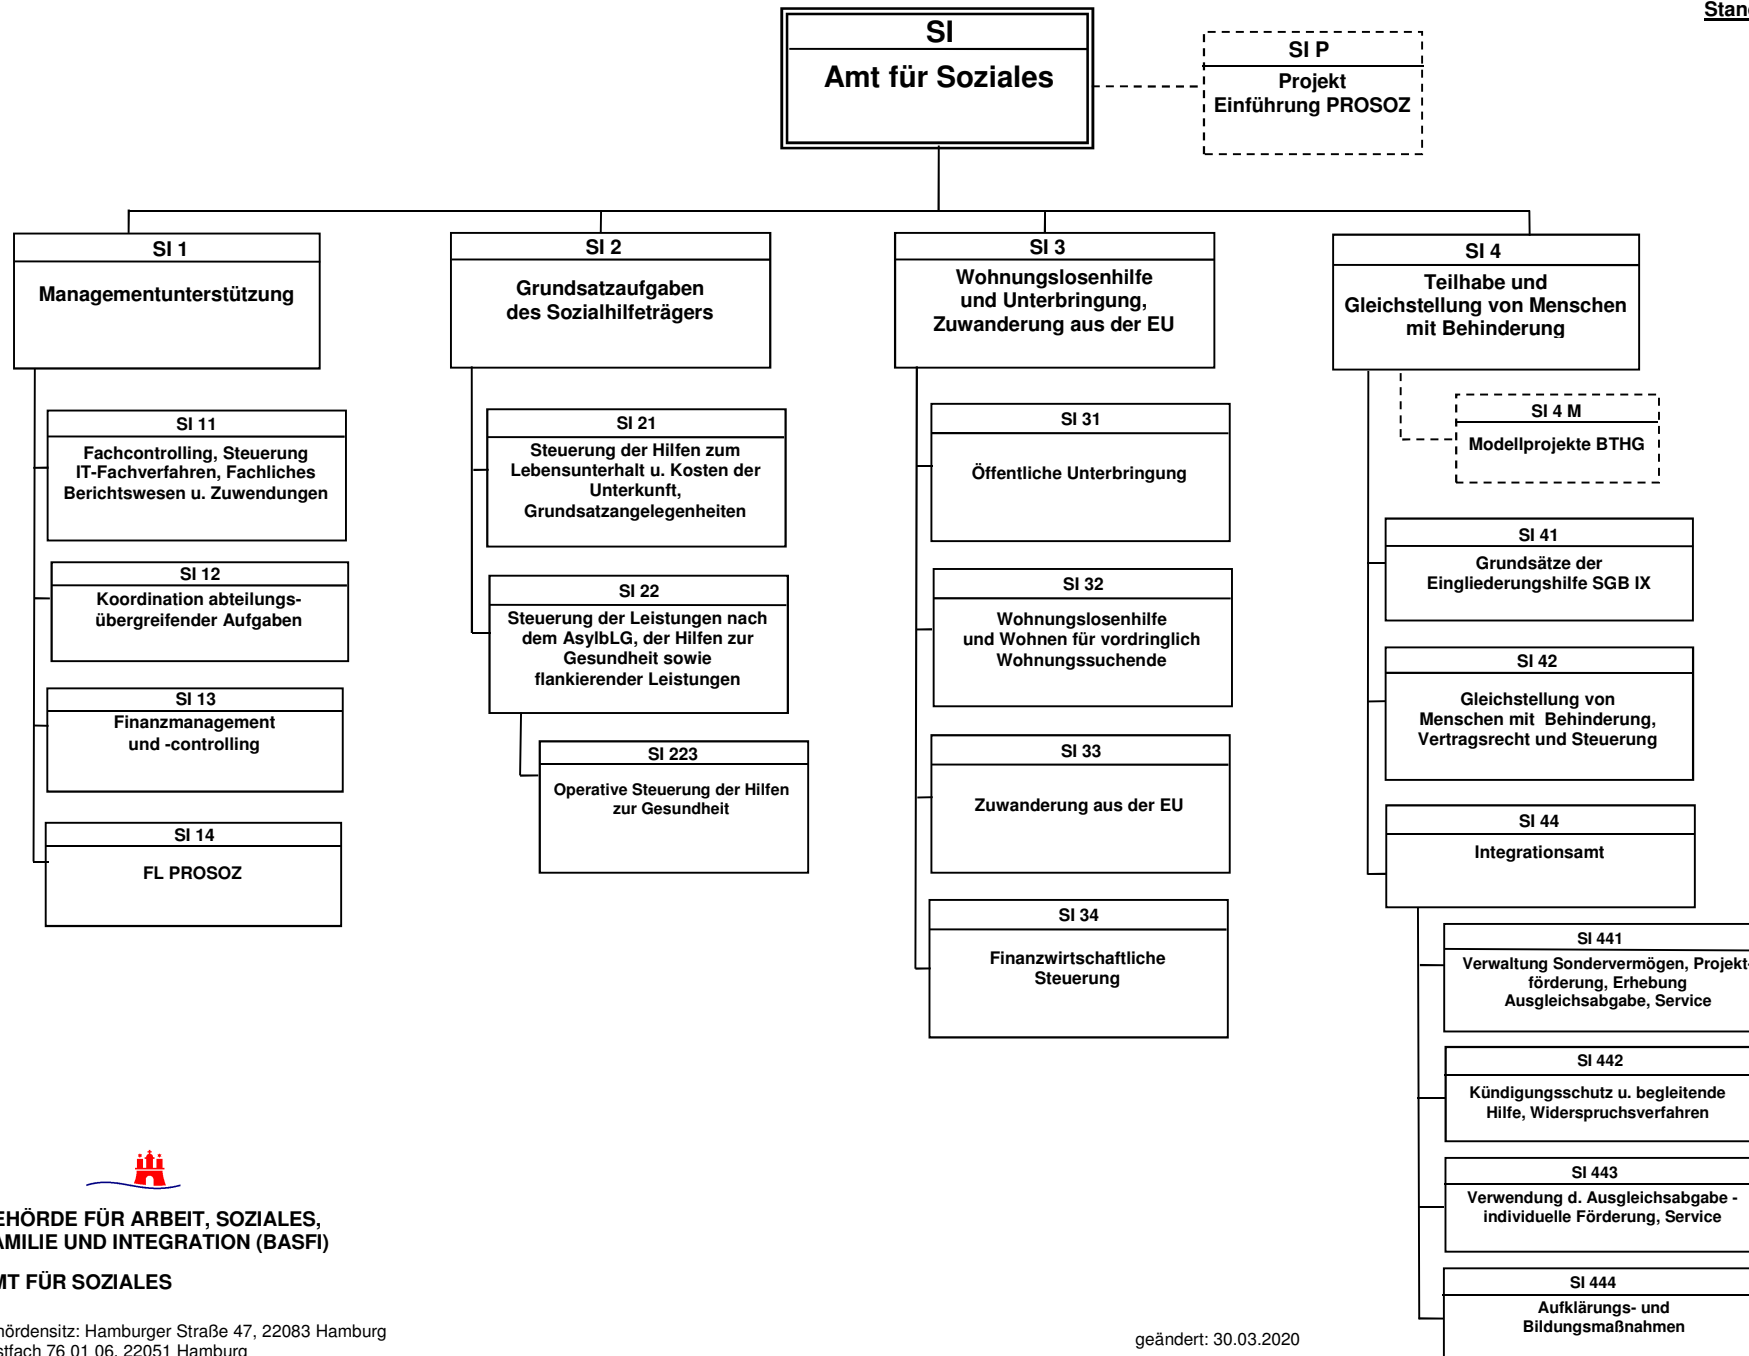 SI
Amt für Soziales
SI P
Projekt
Einführung PROSOZ
SI 1
Managementunterstützung
SI 11
Fachcontrolling, Steuerung
IT-Fachverfahren, Fachliches
Berichtswesen u. Zuwendungen
SI 12
Koordination abteilungs-
übergreifender Aufgaben
SI 13
Finanzmanagement
und -controlling
SI 14
FL PROSOZ
SI 2
Grundsatzaufgaben
des Sozialhilfeträgers
SI 21
Steuerung der Hilfen zum
Lebensunterhalt u. Kosten der
Unterkunft,
Grundsatzangelegenheiten
SI 22
Steuerung der Leistungen nach
dem AsylbLG, der Hilfen zur
Gesundheit sowie
flankierender Leistungen
SI 223
Operative Steuerung der Hilfen
zur Gesundheit
SI 3
Wohnungslosenhilfe
und Unterbringung,
Zuwanderung aus der EU
SI 31
Öffentliche Unterbringung
SI 32
Wohnungslosenhilfe
und Wohnen für vordringlich
Wohnungssuchende
SI 33
Zuwanderung aus der EU
SI 34
Finanzwirtschaftliche
Steuerung
SI 4
Teilhabe und
Gleichstellung von Menschen
mit Behinderung
SI 4 M
Modellprojekte BTHG
SI 41
Grundsätze der
Eingliederungshilfe SGB IX
SI 42
Gleichstellung von
Menschen mit Behinderung,
Vertragsrecht und Steuerung
SI 44
Integrationsamt
SI 441
Verwaltung Sondervermögen, Projekt-
förderung, Erhebung
Ausgleichsabgabe, Service
SI 442
Kündigungsschutz u. begleitende
Hilfe, Widerspruchsverfahren
SI 443
Verwendung d. Ausgleichsabgabe -
individuelle Förderung, Service
SI 444
Aufklärungs- und
Bildungsmaßnahmen
EHÖRDE FÜR ARBEIT, SOZIALES,
AMILIE UND INTEGRATION (BASFI)
MT FÜR SOZIALES
hördensitz: Hamburger Straße 47, 22083 Hamburg
stfach 76 01 06, 22051 Hamburg
geändert: 30.03.2020